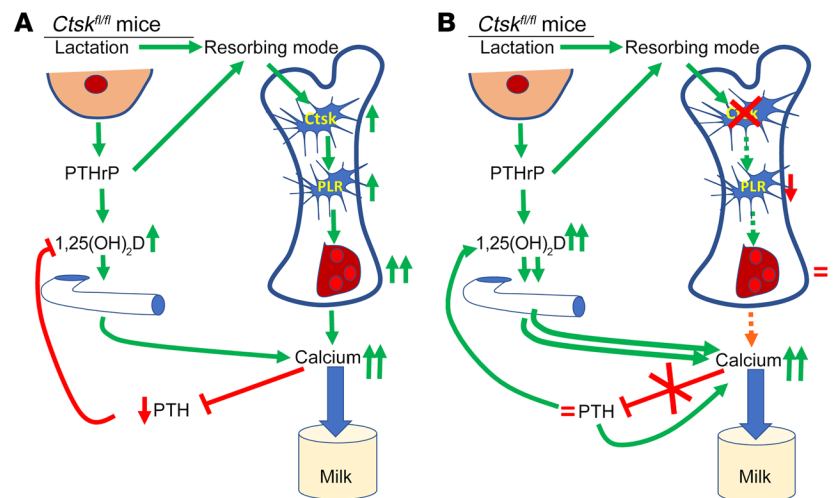 A
Ctsk^fl/fl mice
Lactation
Resorbing mode
Ctsk
PTHrP
PLR
1,25(OH)₂D
Calcium
PTH
Milk
B
Ctsk^fl/fl mice
Lactation
Resorbing mode
PTHrP
PLR
1,25(OH)₂D
=
Calcium
= PTH
Milk